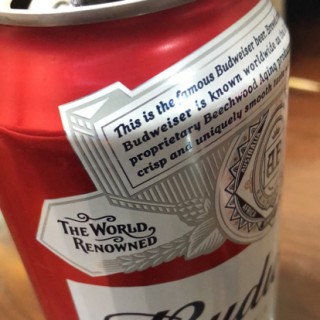 This is the famous Budweiser beer.
Budweiser is known worldwide
proprietary Beechwood Aging
crisp and uniquely smooth
THE WORLD
RENOWNED
Budw